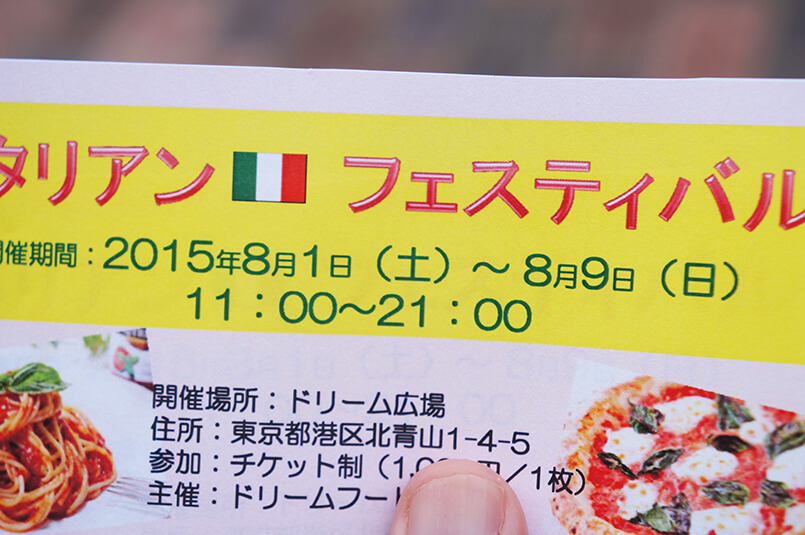 タリアン フェスティバル
開催期間：2015年8月1日（土）～8月9日（日）
11：00～21：00
開催場所：ドリーム広場
住所：東京都港区北青山1-4-5
参加：チケット制（1,00 円／1枚）
主催：ドリームフート